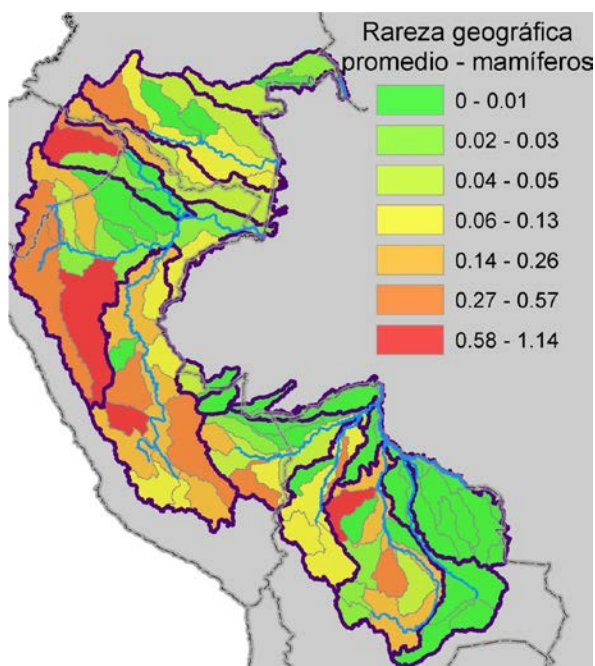 Rareza geográfica
promedio - mamíferos
0 - 0.01
0.02 - 0.03
0.04 - 0.05
0.06 - 0.13
0.14 - 0.26
0.27 - 0.57
0.58 - 1.14